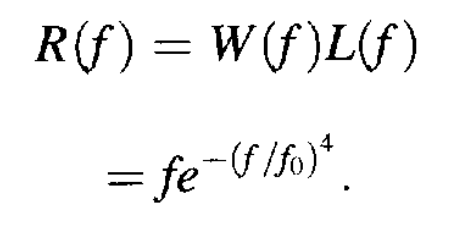 R(f) = W(f)L(f)
= fe^{-(f/f_0)^4}.